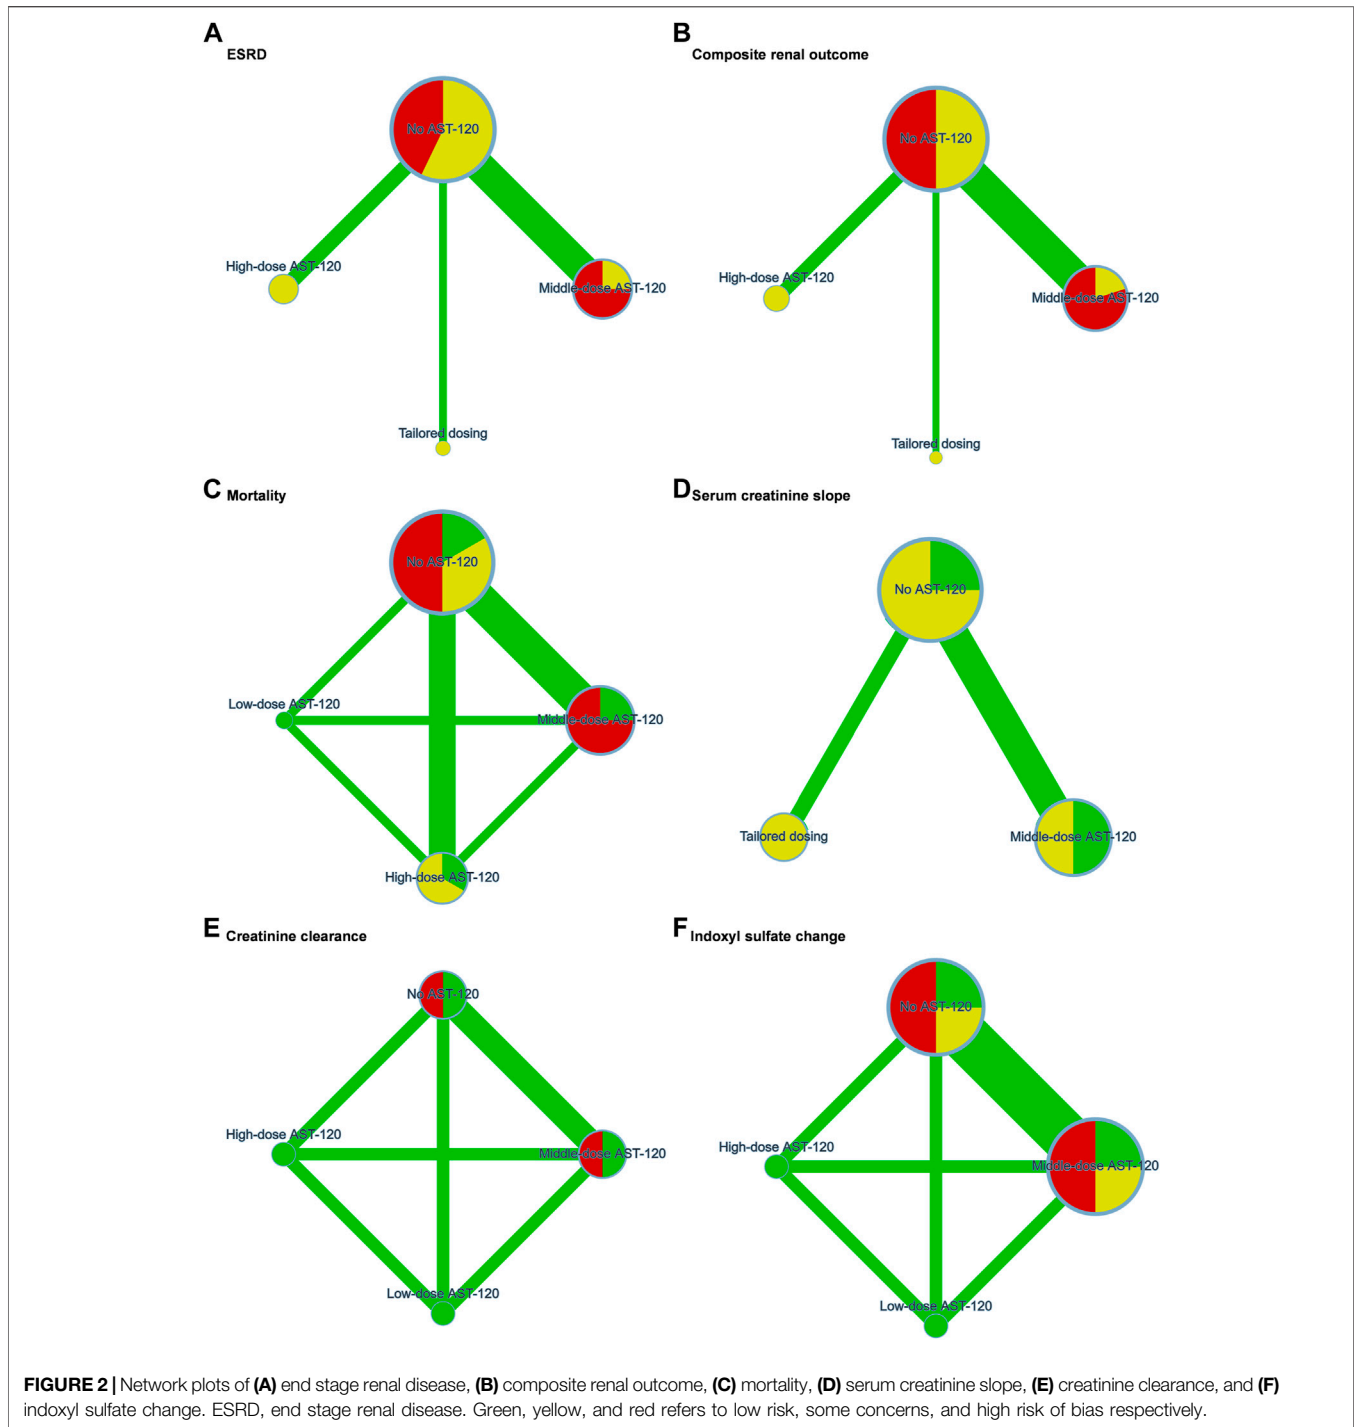 A
ESRD
No AST-120
High-dose AST-120
Middle-dose AST-120
Tailored dosing
B
Composite renal outcome
No AST-120
High-dose AST-120
Middle-dose AST-120
Tailored dosing
C
Mortality
No AST-120
Low-dose AST-120
Middle-dose AST-120
High-dose AST-120
D
Serum creatinine slope
No AST-120
Tailored dosing
Middle-dose AST-120
E
Creatinine clearance
No AST-120
High-dose AST-120
Middle-dose AST-120
Low-dose AST-120
F
Indoxyl sulfate change
No AST-120
High-dose AST-120
Middle-dose AST-120
Low-dose AST-120
FIGURE 2 | Network plots of (A) end stage renal disease, (B) composite renal outcome, (C) mortality, (D) serum creatinine slope, (E) creatinine clearance, and (F)
indoxyl sulfate change. ESRD, end stage renal disease. Green, yellow, and red refers to low risk, some concerns, and high risk of bias respectively.